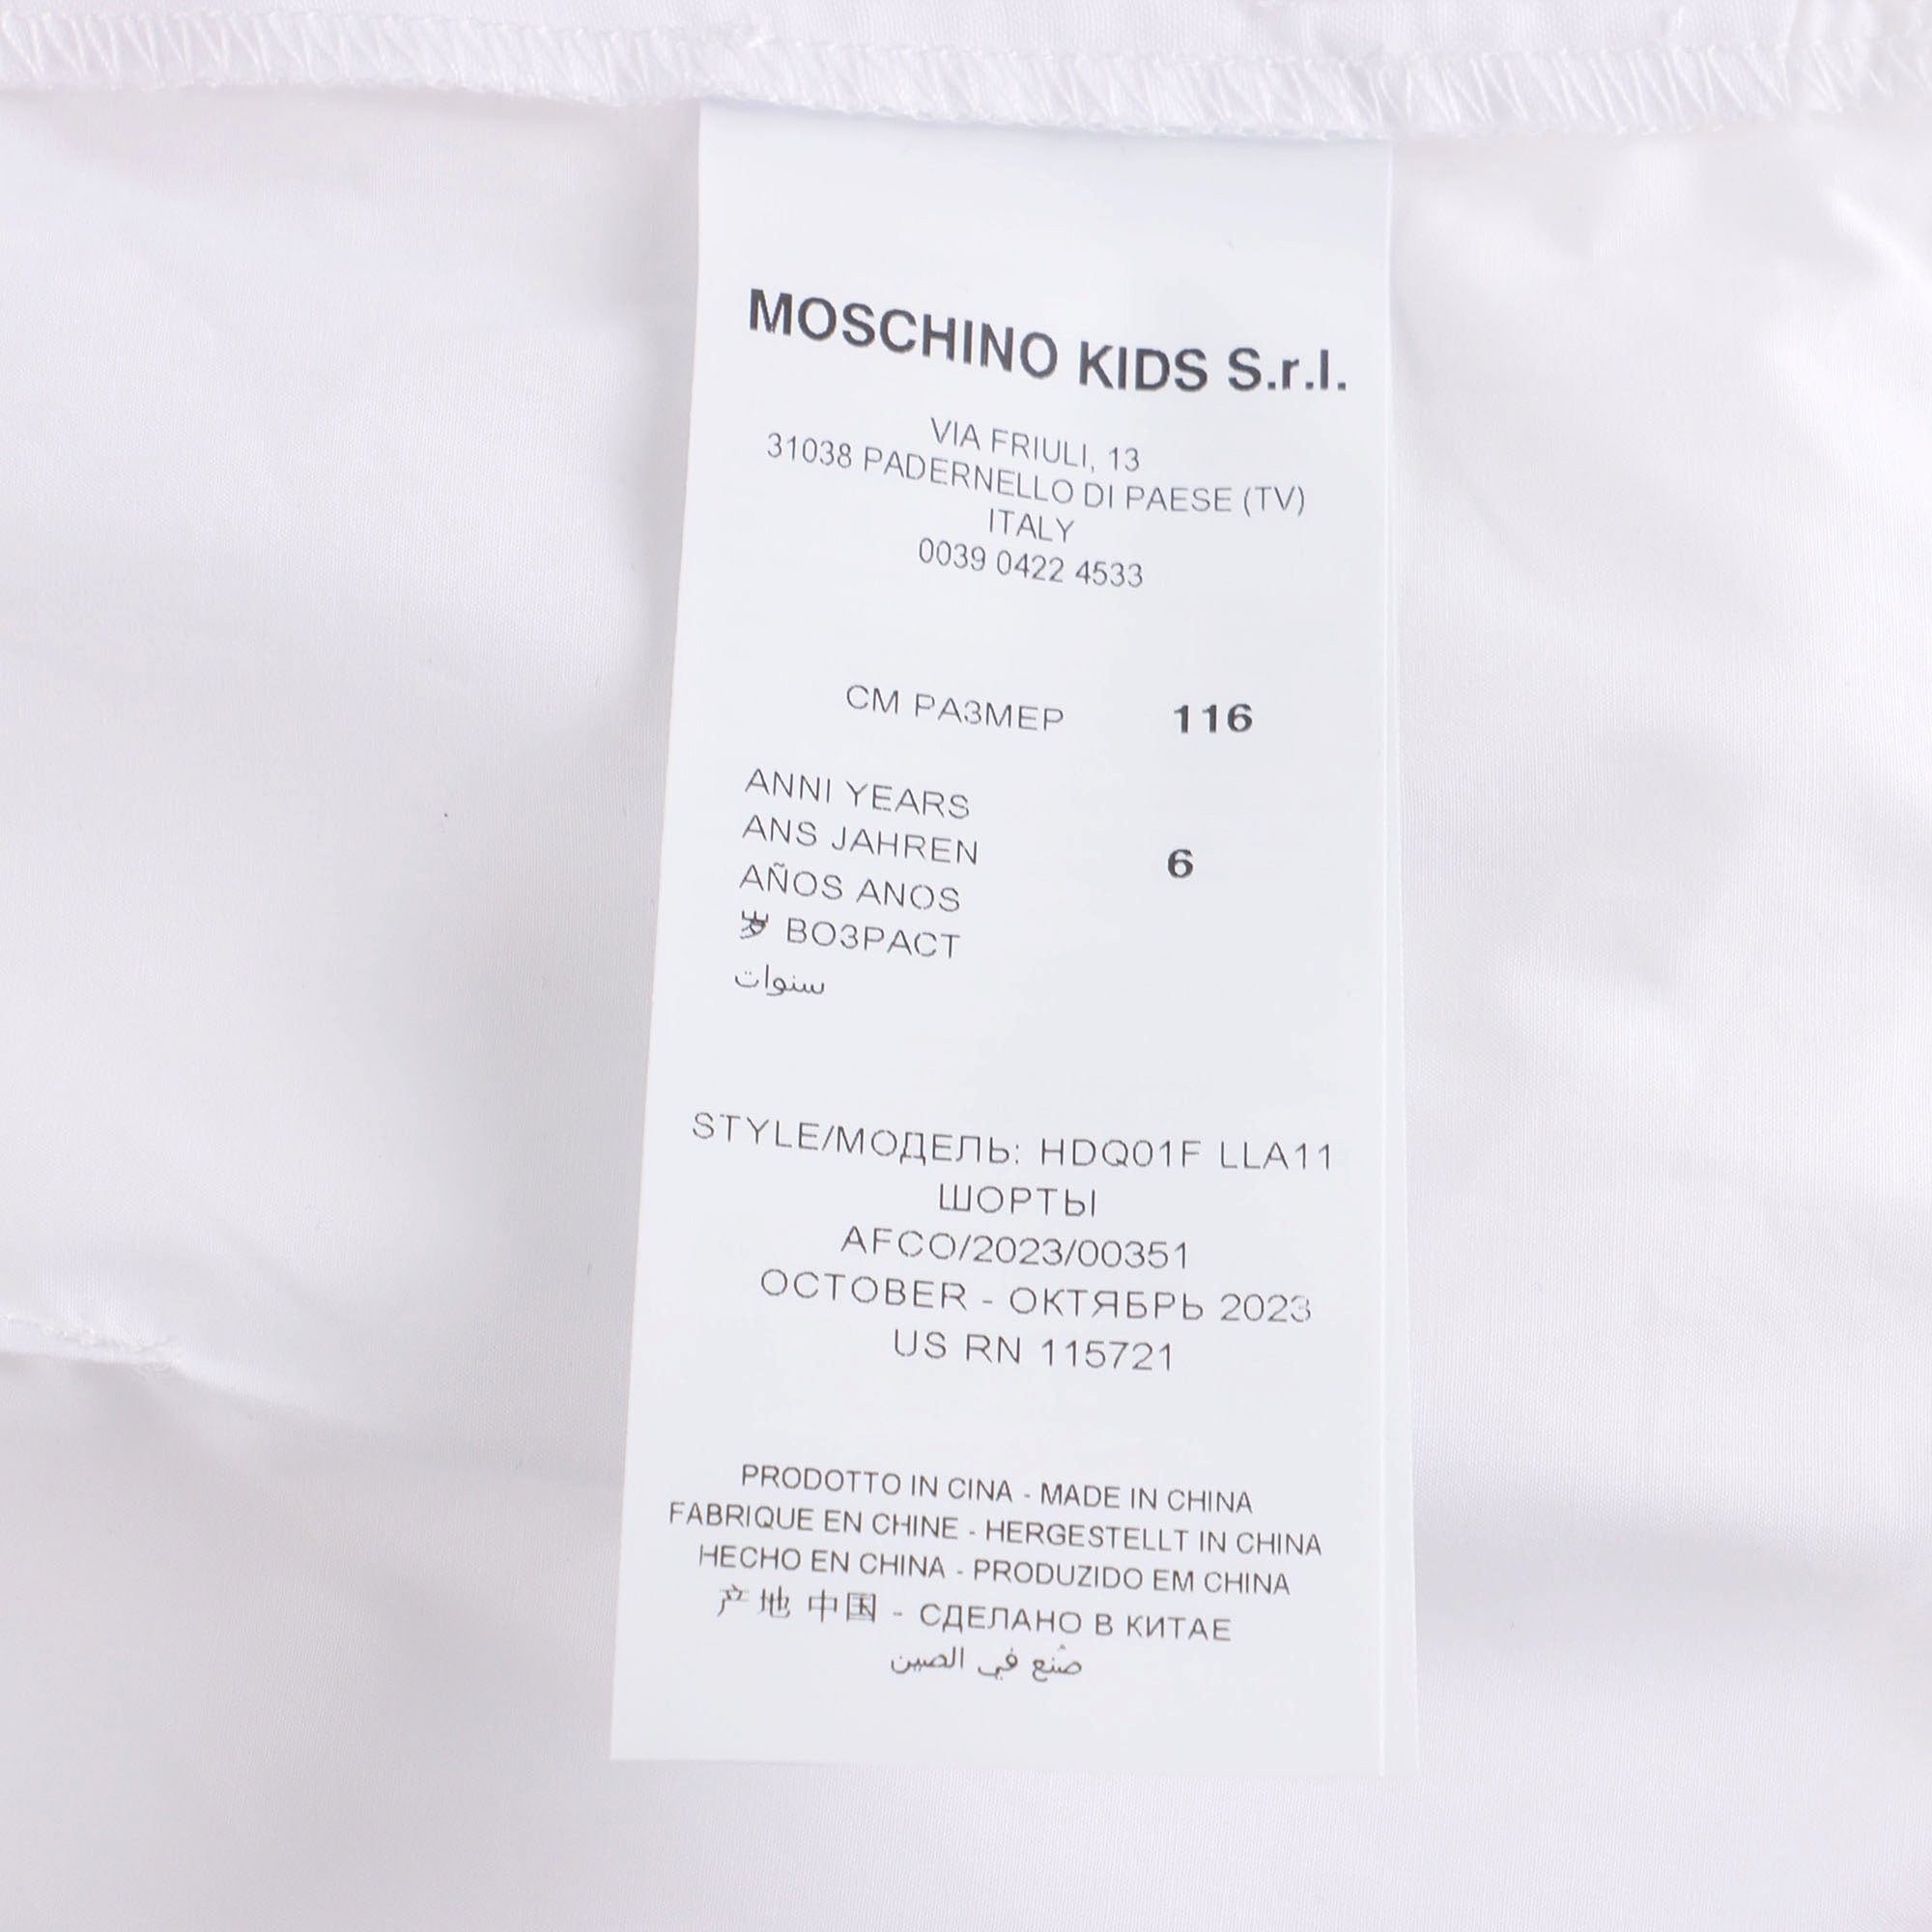 MOSCHINO KIDS S.r.l.
VIA FRIULI, 13
31038 PADERNELLO DI PAESE (TV)
ITALY
0039 0422 4533
СМ РАЗМЕР 116
ANNI YEARS
ANS JAHREN 6
AÑOS ANOS
岁 ВОЗРАСТ
سنوات
STYLE/МОДЕЛЬ: HDQ01F LLA11
ШОРТЫ
AFCO/2023/00351
OCTOBER - ОКТЯБРЬ 2023
US RN 115721
PRODOTTO IN CINA - MADE IN CHINA
FABRIQUE EN CHINE - HERGESTELLT IN CHINA
HECHO EN CHINA - PRODUZIDO EM CHINA
产地 中国 - СДЕЛАНО В КИТАЕ
صُنع في الصين